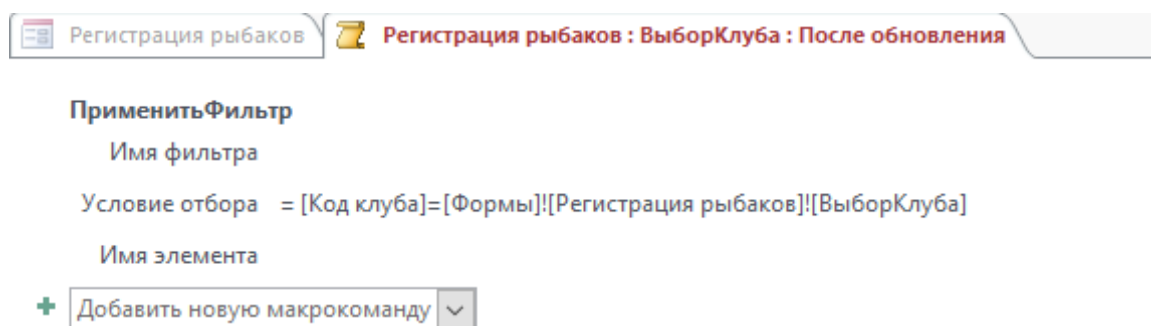 Регистрация рыбаков Регистрация рыбаков : ВыборКлуба : После обновления
ПрименитьФильтр
Имя фильтра
Условие отбора = [Код клуба]=[Формы]![Регистрация рыбаков]![ВыборКлуба]
Имя элемента
Добавить новую макрокоманду